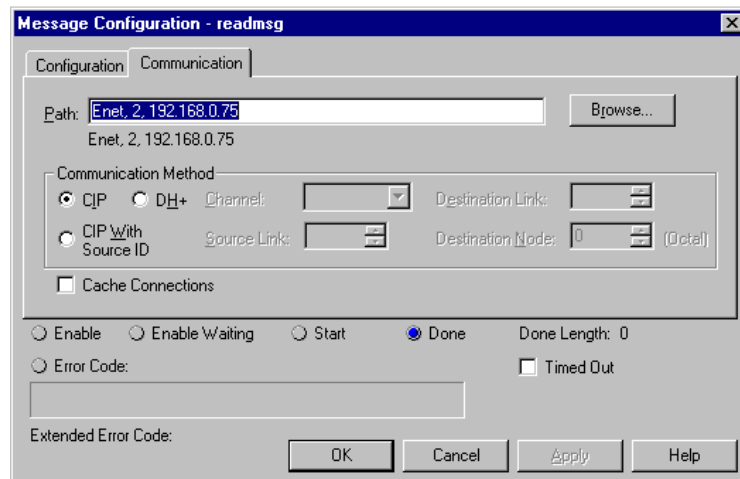 Message Configuration - readmsg
Configuration Communication
Path: Enet, 2, 192.168.0.75 Browse...
Enet, 2, 192.168.0.75
Communication Method
CIP DH+ Channel: Destination Link:
CIP With Source ID Source Link: Destination Node: 0 (Octal)
Cache Connections
Enable Enable Waiting Start Done Done Length: 0
Error Code: Timed Out
Extended Error Code:
OK Cancel Apply Help